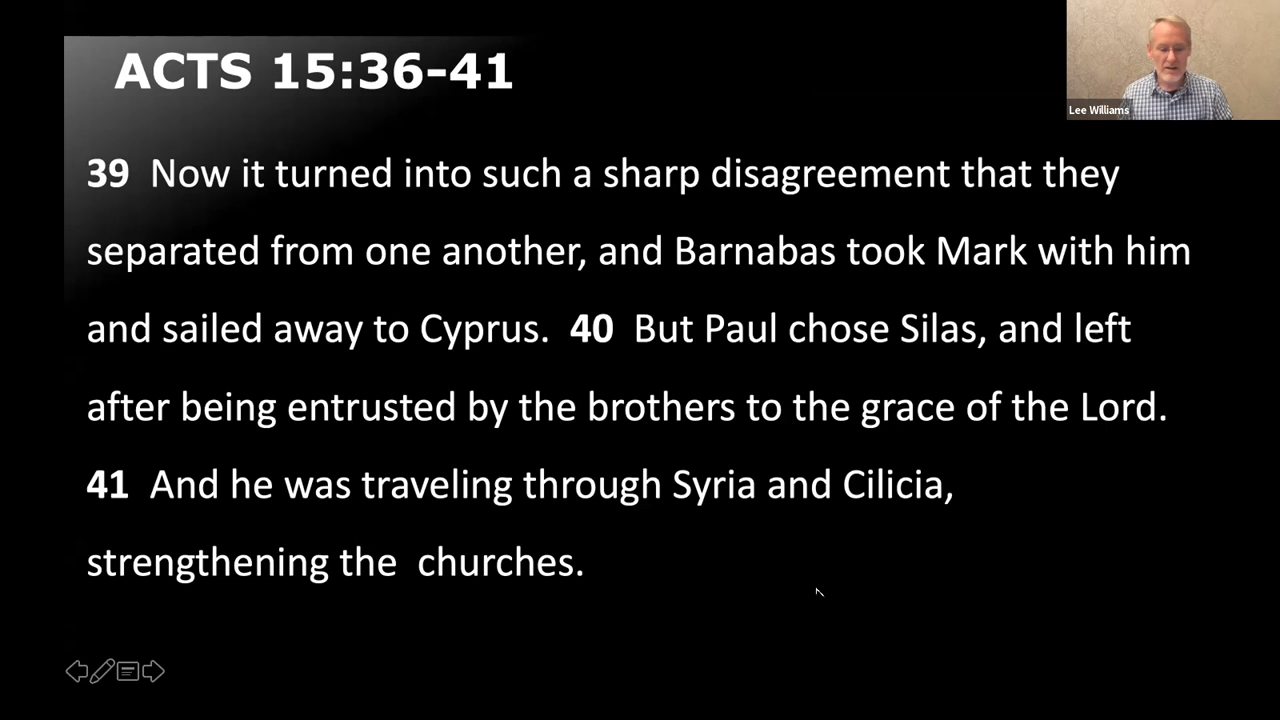 ACTS 15:36-41
Lee Williams
39 Now it turned into such a sharp disagreement that they
separated from one another, and Barnabas took Mark with him
and sailed away to Cyprus. 40 But Paul chose Silas, and left
after being entrusted by the brothers to the grace of the Lord.
41 And he was traveling through Syria and Cilicia,
strengthening the churches.